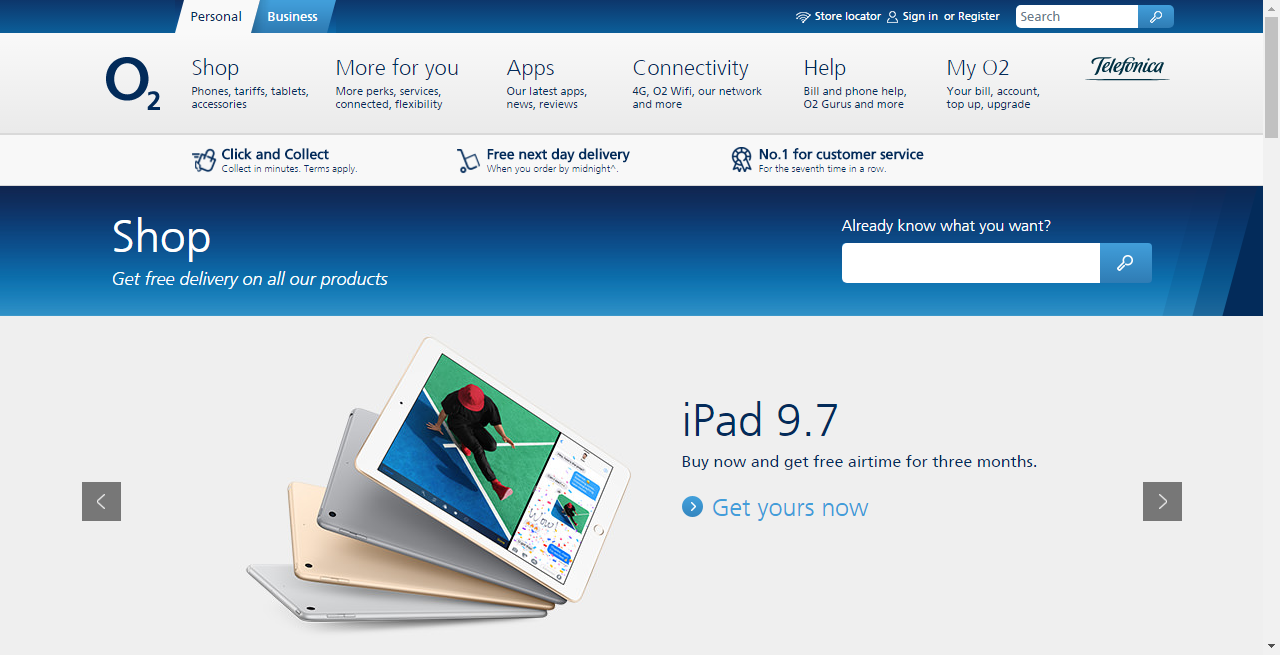 Personal
Business
Store locator
Sign in or Register
Search
O2
Shop
Phones, tariffs, tablets,
accessories
More for you
More perks, services,
connected, flexibility
Apps
Our latest apps,
news, reviews
Connectivity
4G, O2 Wifi, our network
and more
Help
Bill and phone help,
O2 Gurus and more
My O2
Your bill, account,
top up, upgrade
Telefónica
Click and Collect
Collect in minutes. Terms apply.
Free next day delivery
When you order by midnight^.
No.1 for customer service
For the seventh time in a row.
Shop
Get free delivery on all our products
Already know what you want?
iPad 9.7
Buy now and get free airtime for three months.
Get yours now